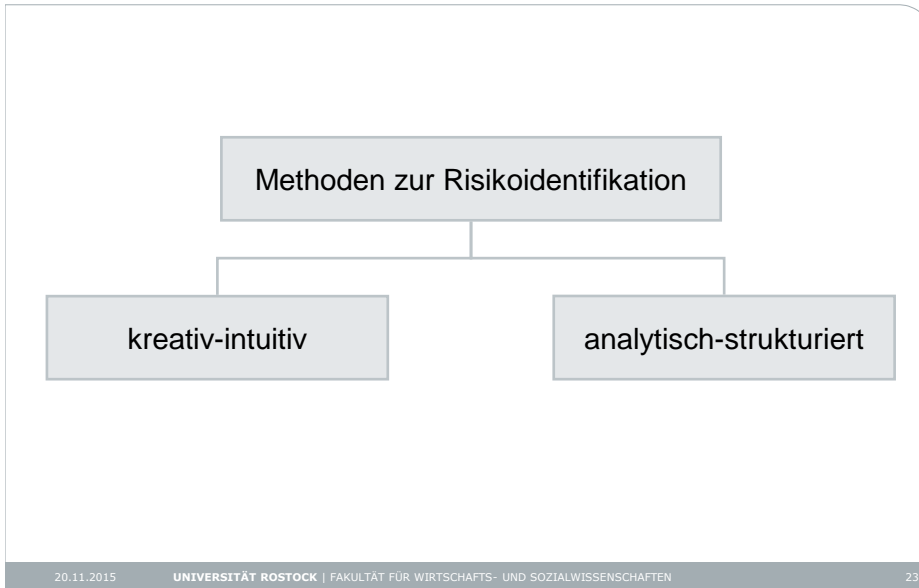 Methoden zur Risikoidentifikation
kreativ-intuitiv
analytisch-strukturiert
20.11.2015 UNIVERSITÄT ROSTOCK | FAKULTÄT FÜR WIRTSCHAFTS- UND SOZIALWISSENSCHAFTEN 23